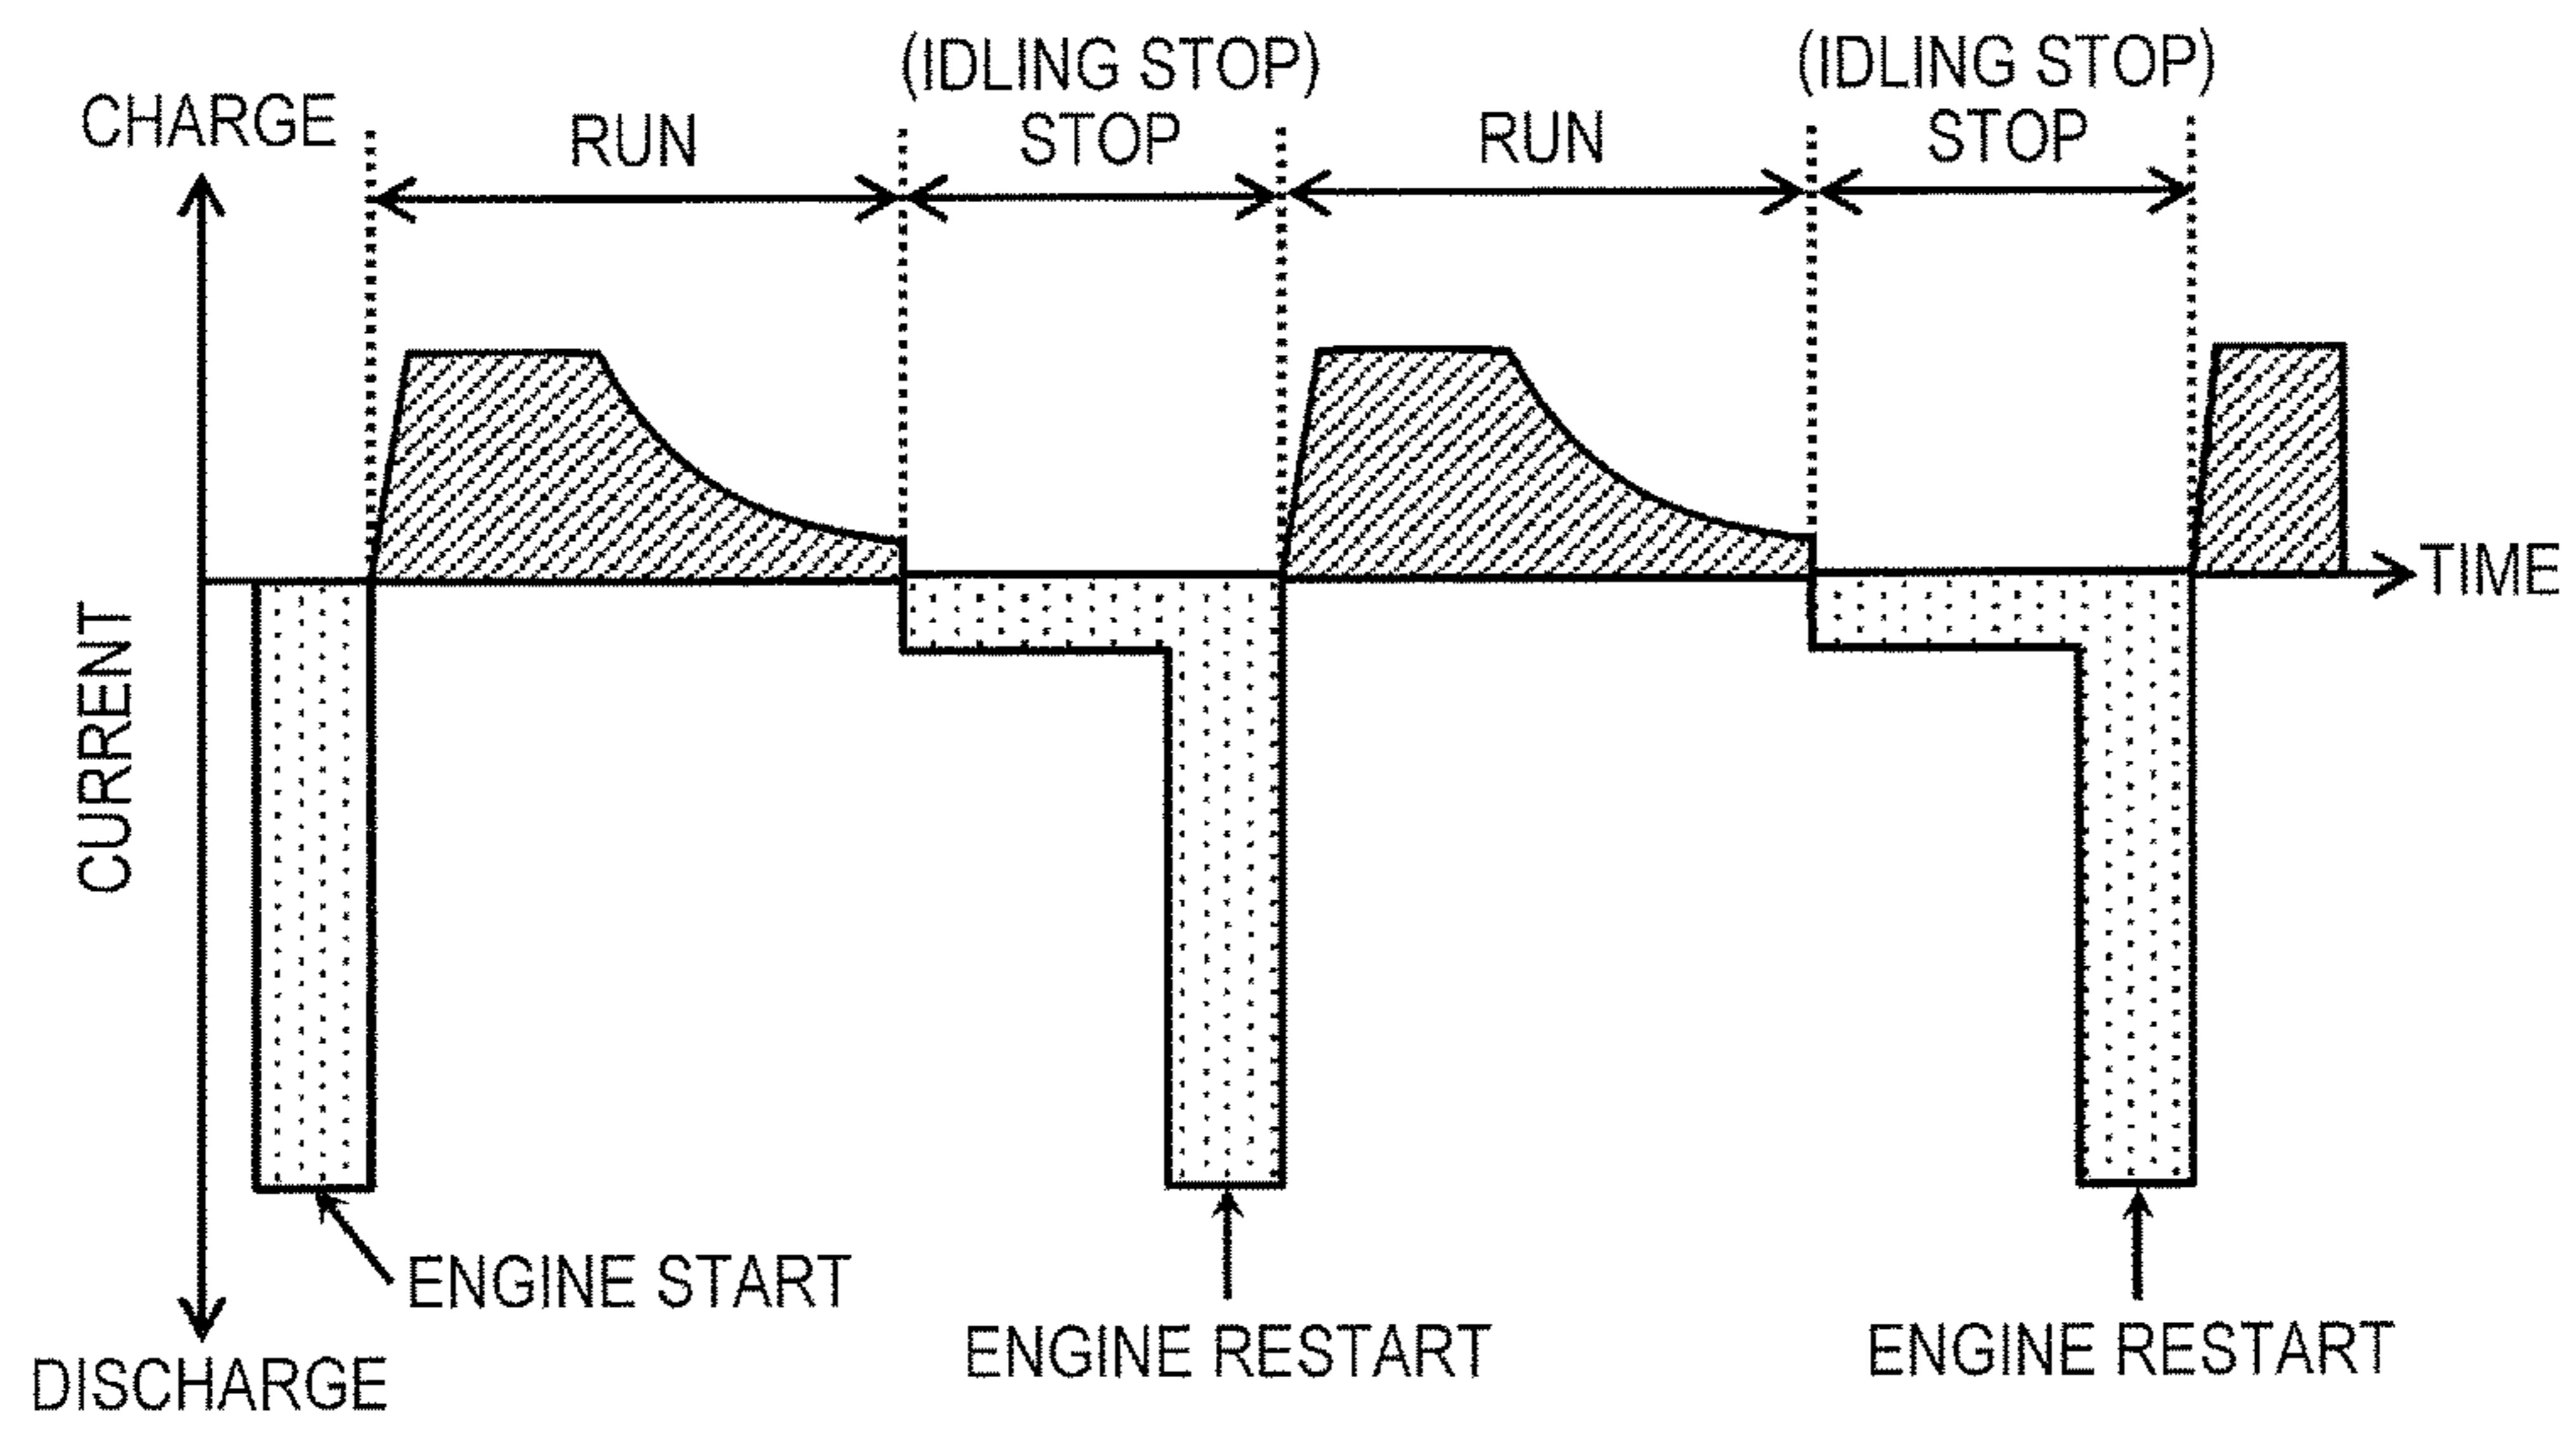 (IDLING STOP)
(IDLING STOP)
CHARGE
RUN
STOP
RUN
STOP
TIME
CURRENT
ENGINE START
ENGINE RESTART
ENGINE RESTART
DISCHARGE